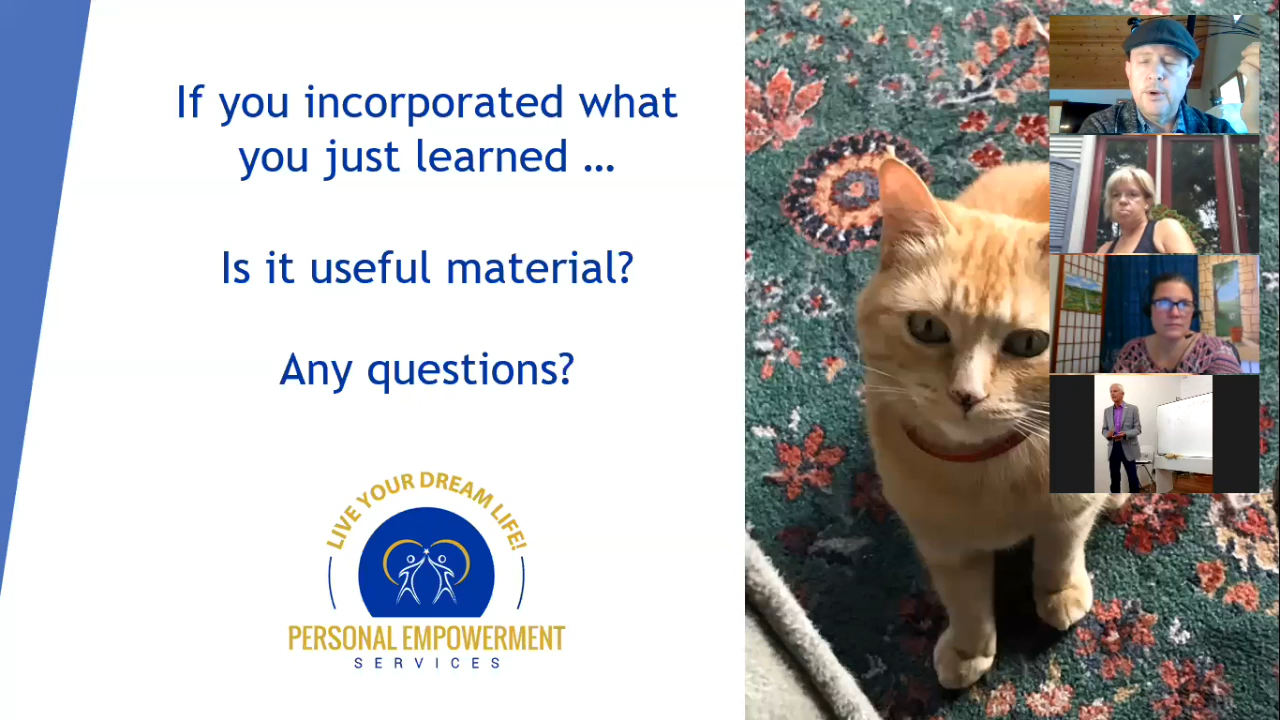 If you incorporated what
you just learned …
Is it useful material?
Any questions?
LIVE YOUR DREAM LIFE!
PERSONAL EMPOWERMENT
SERVICES